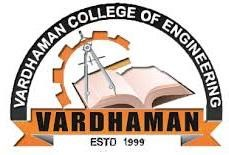 VARDHAMAN COLLEGE OF ENGINEERING
VARDHAMAN
ESTD 1999